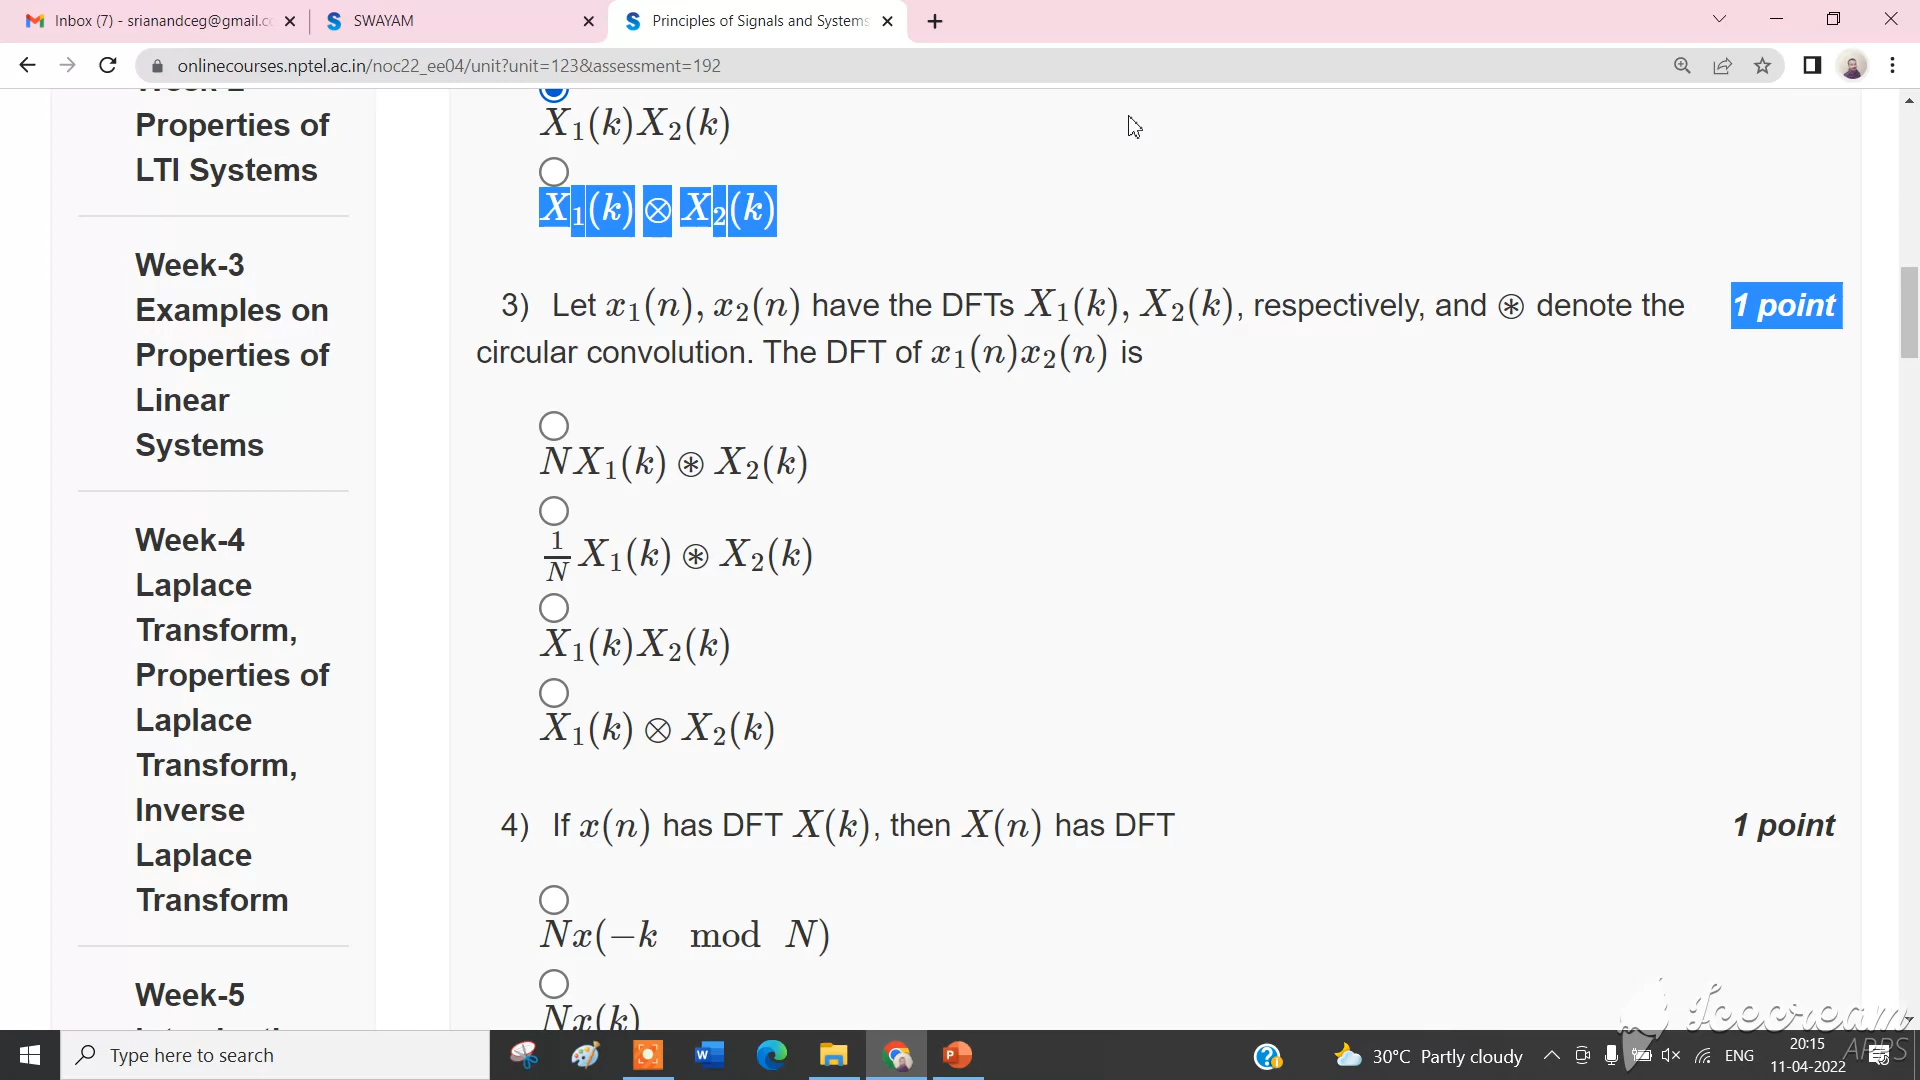 Inbox (7) - srianandceg@gmail.c
SWAYAM
Principles of Signals and Systems
onlinecourses.nptel.ac.in/noc22_ee04/unit?unit=123&assessment=192
Properties of
LTI Systems
Week-3
Examples on
Properties of
Linear
Systems
Week-4
Laplace
Transform,
Properties of
Laplace
Transform,
Inverse
Laplace
Transform
Week-5
X₁(k)X₂(k)
X₁(k) ⊗ X₂(k)
3) Let x₁(n), x₂(n) have the DFTs X₁(k), X₂(k), respectively, and ⊛ denote the 1 point
circular convolution. The DFT of x₁(n)x₂(n) is
NX₁(k) ⊛ X₂(k)
1/N X₁(k) ⊛ X₂(k)
X₁(k)X₂(k)
X₁(k) ⊗ X₂(k)
4) If x(n) has DFT X(k), then X(n) has DFT 1 point
Nx(−k mod N)
Nx(k)
Icecream
APPS
Type here to search
30°C Partly cloudy
ENG
20:15
11-04-2022